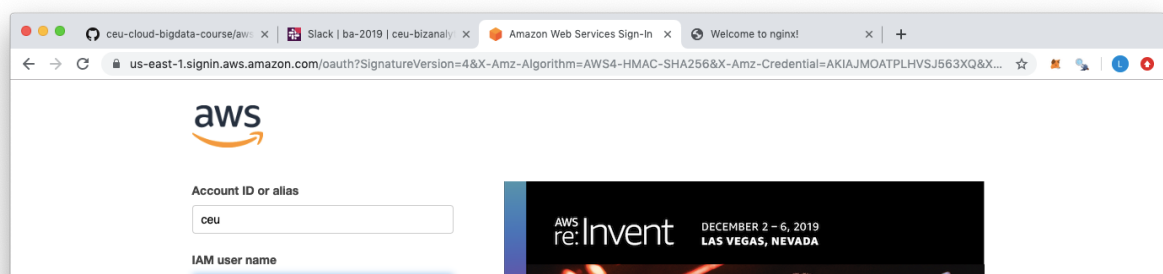 ceu-cloud-bigdata-course/aws
Slack | ba-2019 | ceu-bizanaly
Amazon Web Services Sign-In
Welcome to nginx!
us-east-1.signin.aws.amazon.com/oauth?SignatureVersion=4&X-Amz-Algorithm=AWS4-HMAC-SHA256&X-Amz-Credential=AKIAJMOATPLHVSJ563XQ&X...
L
aws
Account ID or alias
ceu
IAM user name
AWS
re:Invent
DECEMBER 2 – 6, 2019
LAS VEGAS, NEVADA